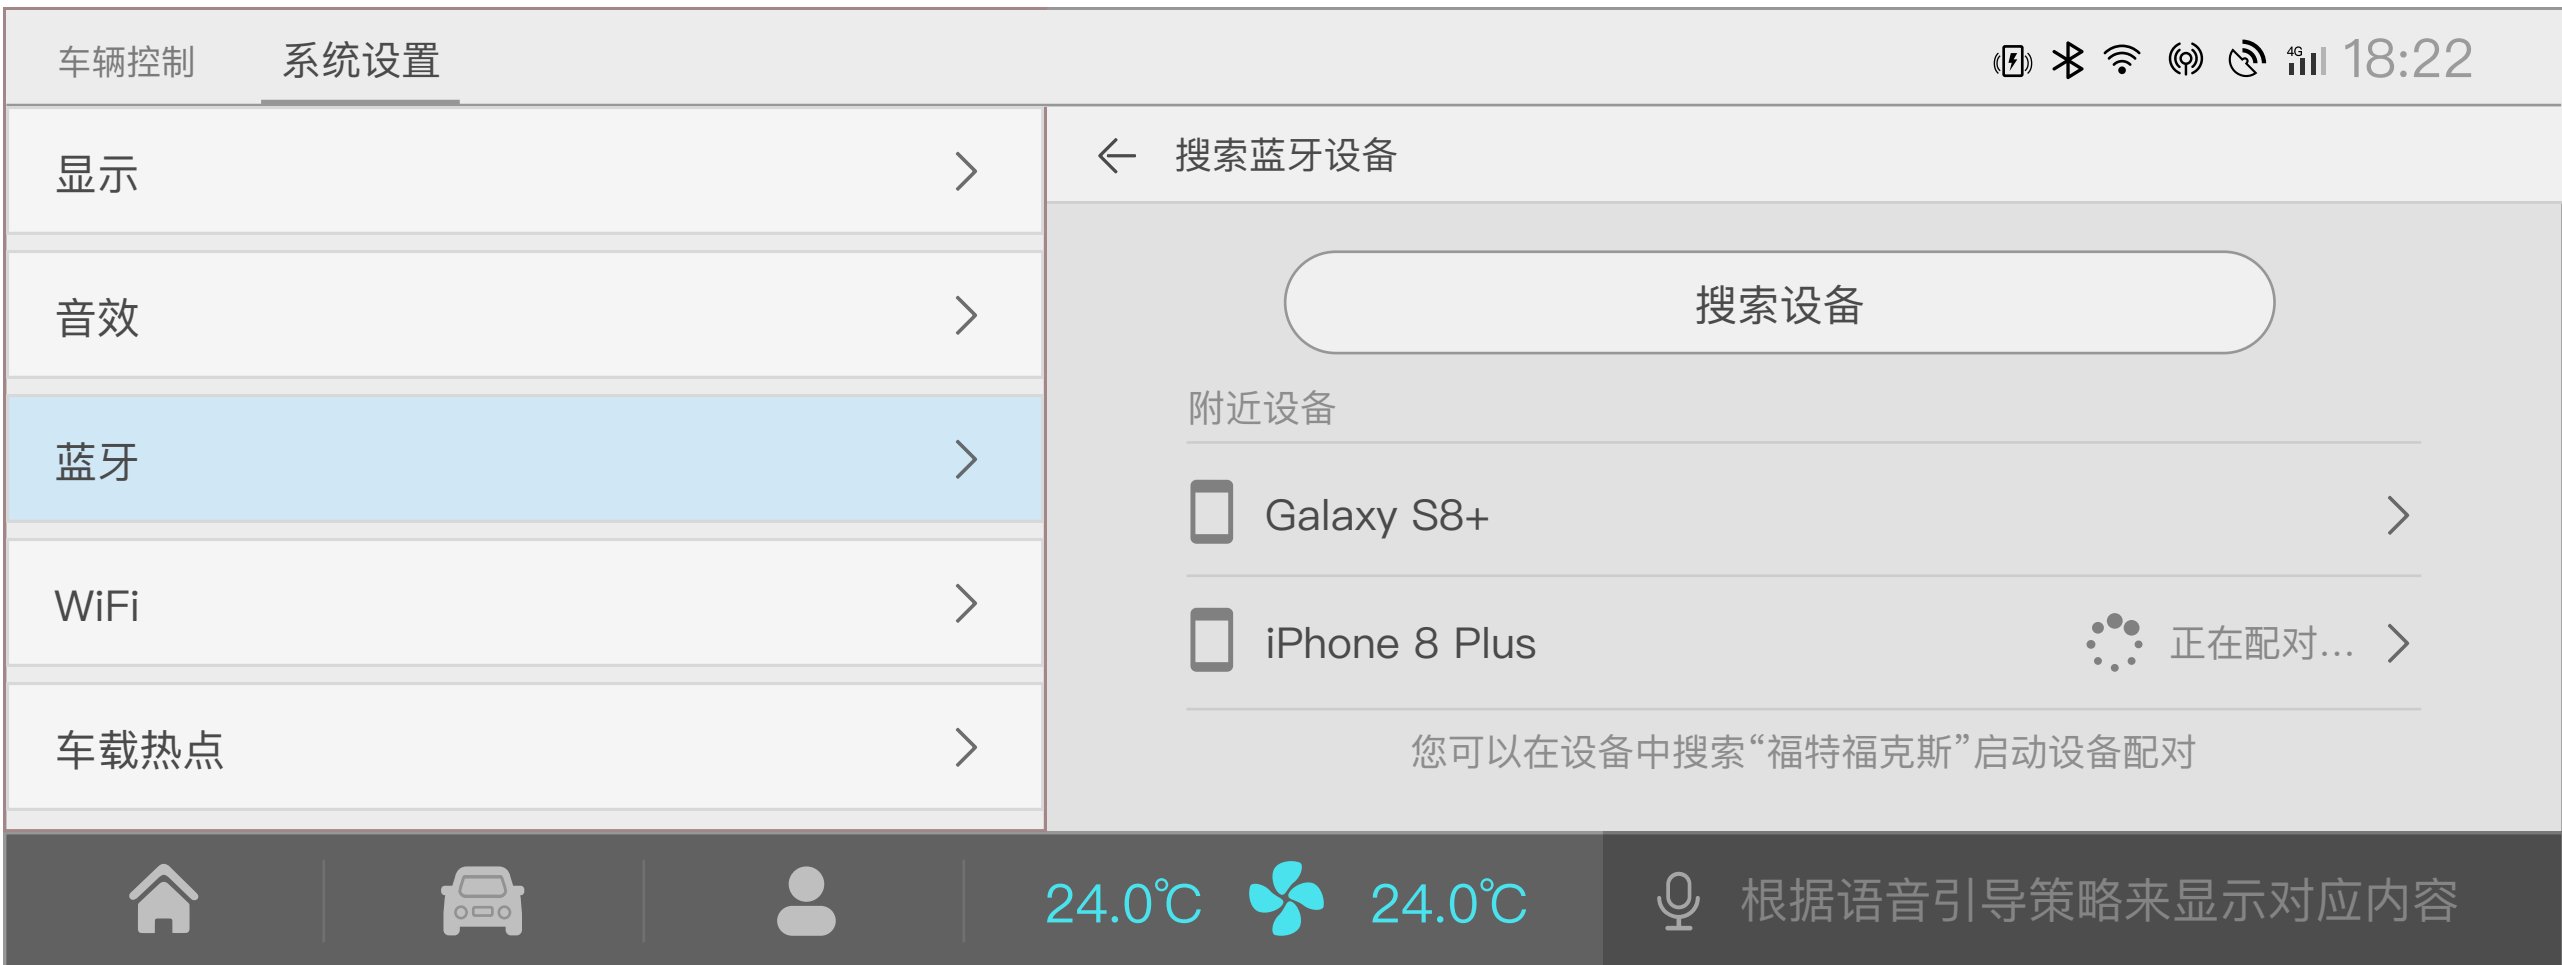 车辆控制 系统设置 4G 18:22
显示
音效
蓝牙
WiFi
车载热点
搜索蓝牙设备
搜索设备
附近设备
Galaxy S8+
iPhone 8 Plus 正在配对...
您可以在设备中搜索“福特福克斯”启动设备配对
24.0℃ 24.0℃ 根据语音引导策略来显示对应内容